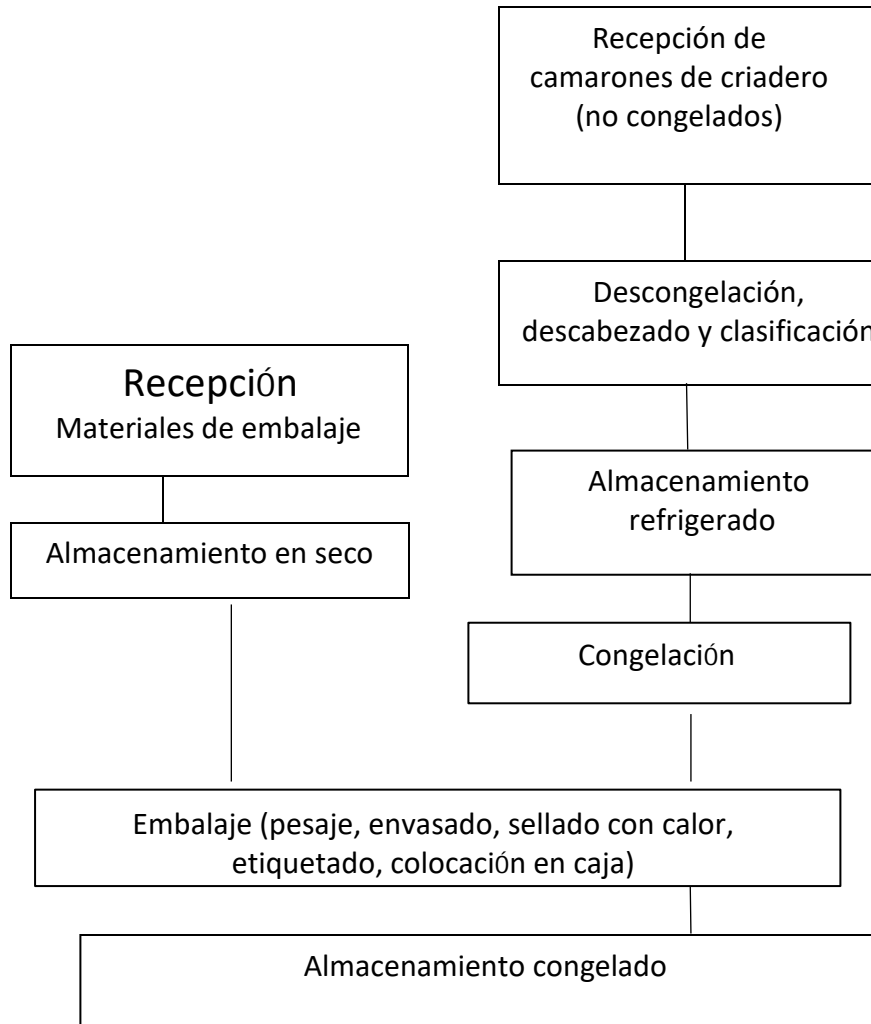 Recepción de
camarones de criadero
(no congelados)
Descongelación,
descabezado y clasificación
Recepción
Materiales de embalaje
Almacenamiento
refrigerado
Almacenamiento en seco
Congelación
Embalaje (pesaje, envasado, sellado con calor,
etiquetado, colocación en caja)
Almacenamiento congelado